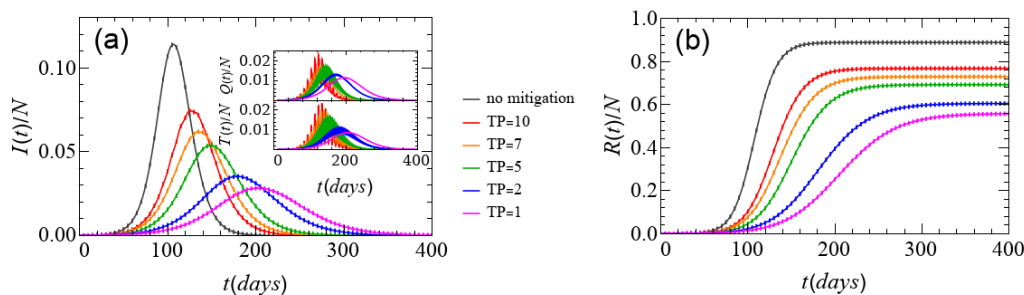 (a)
I(t)/N
0.10
0.05
0.00
0 100 200 300 400
t(days)
Q(t)/N
0.02
0.01
T(t)/N
0.02
0.01
0 200 400
t(days)
no mitigation
TP=10
TP=7
TP=5
TP=2
TP=1
(b)
R(t)/N
1.0
0.8
0.6
0.4
0.2
0.0
0 100 200 300 400
t(days)